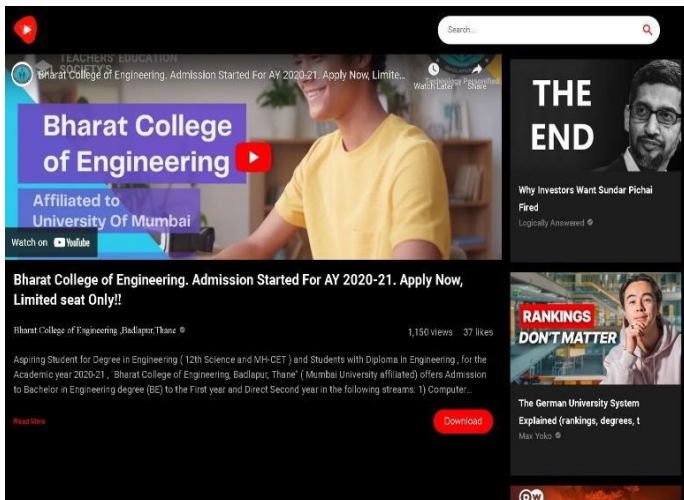 Search...
TEACHERS' EDUCATION
SOCIETY'S
Bharat College of Engineering. Admission Started For AY 2020-21. Apply Now, Limite...
Watch Later
Share
Technology Personified
Bharat College
of Engineering
Affiliated to
University Of Mumbai
Watch on YouTube
Bharat College of Engineering. Admission Started For AY 2020-21. Apply Now,
Limited seat Only!!
Bharat College of Engineering ,Badlapur,Thane
1,150 views 37 likes
Aspiring Student for Degree in Engineering ( 12th Science and MH-CET ) and Students with Diploma in Engineering , for the
Academic year 2020-21 , "Bharat College of Engineering, Badlapur, Thane" ( Mumbai University affiliated) offers Admission
to Bachelor in Engineering degree (BE) to the First year and Direct Second year in the following streams: 1) Computer...
Read More
Download
THE
END
Why Investors Want Sundar Pichai
Fired
Logically Answered
RANKINGS
DON'T MATTER
The German University System
Explained (rankings, degrees, t
Max Yoko
DW